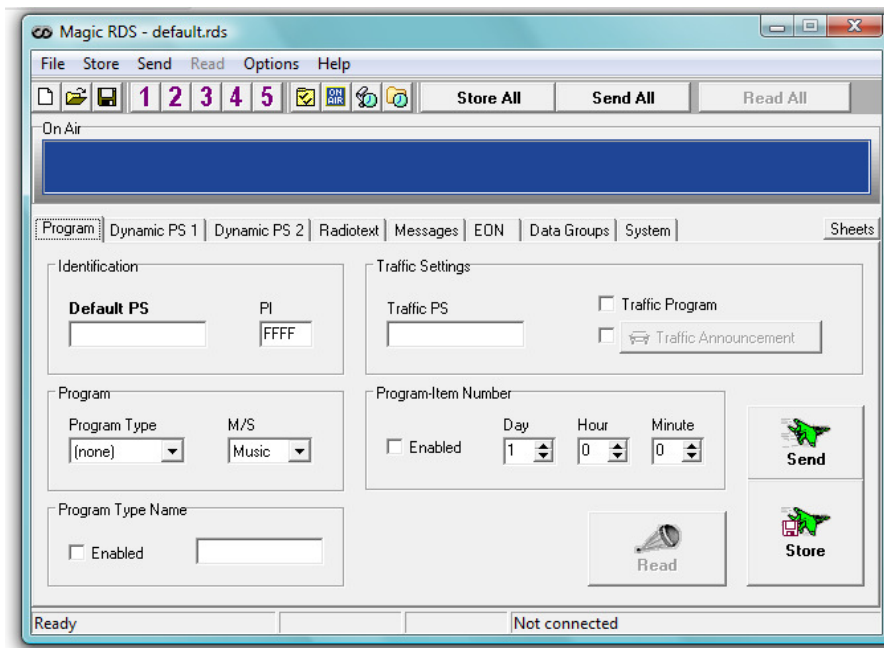 Magic RDS - default.rds
File Store Send Read Options Help
1 2 3 4 5 ON AIR Store All Send All Read All
On Air
Program Dynamic PS 1 Dynamic PS 2 Radiotext Messages EON Data Groups System Sheets
Identification
Default PS PI
FFFF
Traffic Settings
Traffic PS Traffic Program
Traffic Announcement
Program
Program Type M/S
(none) Music
Program-Item Number
Day Hour Minute
Enabled 1 0 0
Send
Program Type Name
Enabled
Read
Store
Ready Not connected